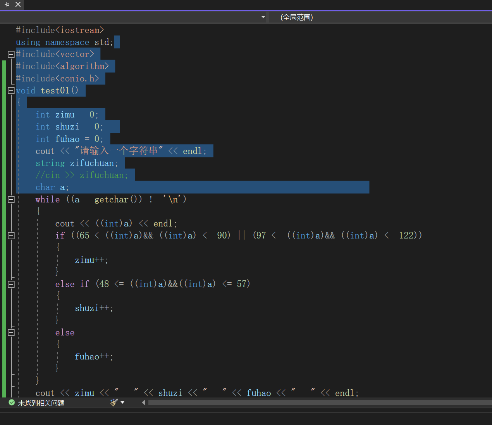 (全局范围)
#include<iostream>
using namespace std;
#include<vector>
#include<algorithm>
#include<conio.h>
void test01()
{
int zimu = 0;
int shuzi = 0;
int fuhao = 0;
cout << "请输入一个字符串" << endl;
string zifuchuan;
//cin >> zifuchuan;
char a;
while ((a = getchar()) != '\n')
{
cout << ((int)a) << endl;
if ((65 < ((int)a)&& ((int)a) < 90) || (97 < ((int)a)&& ((int)a) < 122))
{
zimu++;
}
else if (48 <= ((int)a)&&((int)a) <= 57)
{
shuzi++;
}
else
{
fuhao++;
}
}
cout << zimu << " " << shuzi << " " << fuhao << " " << endl;
未找到相关问题